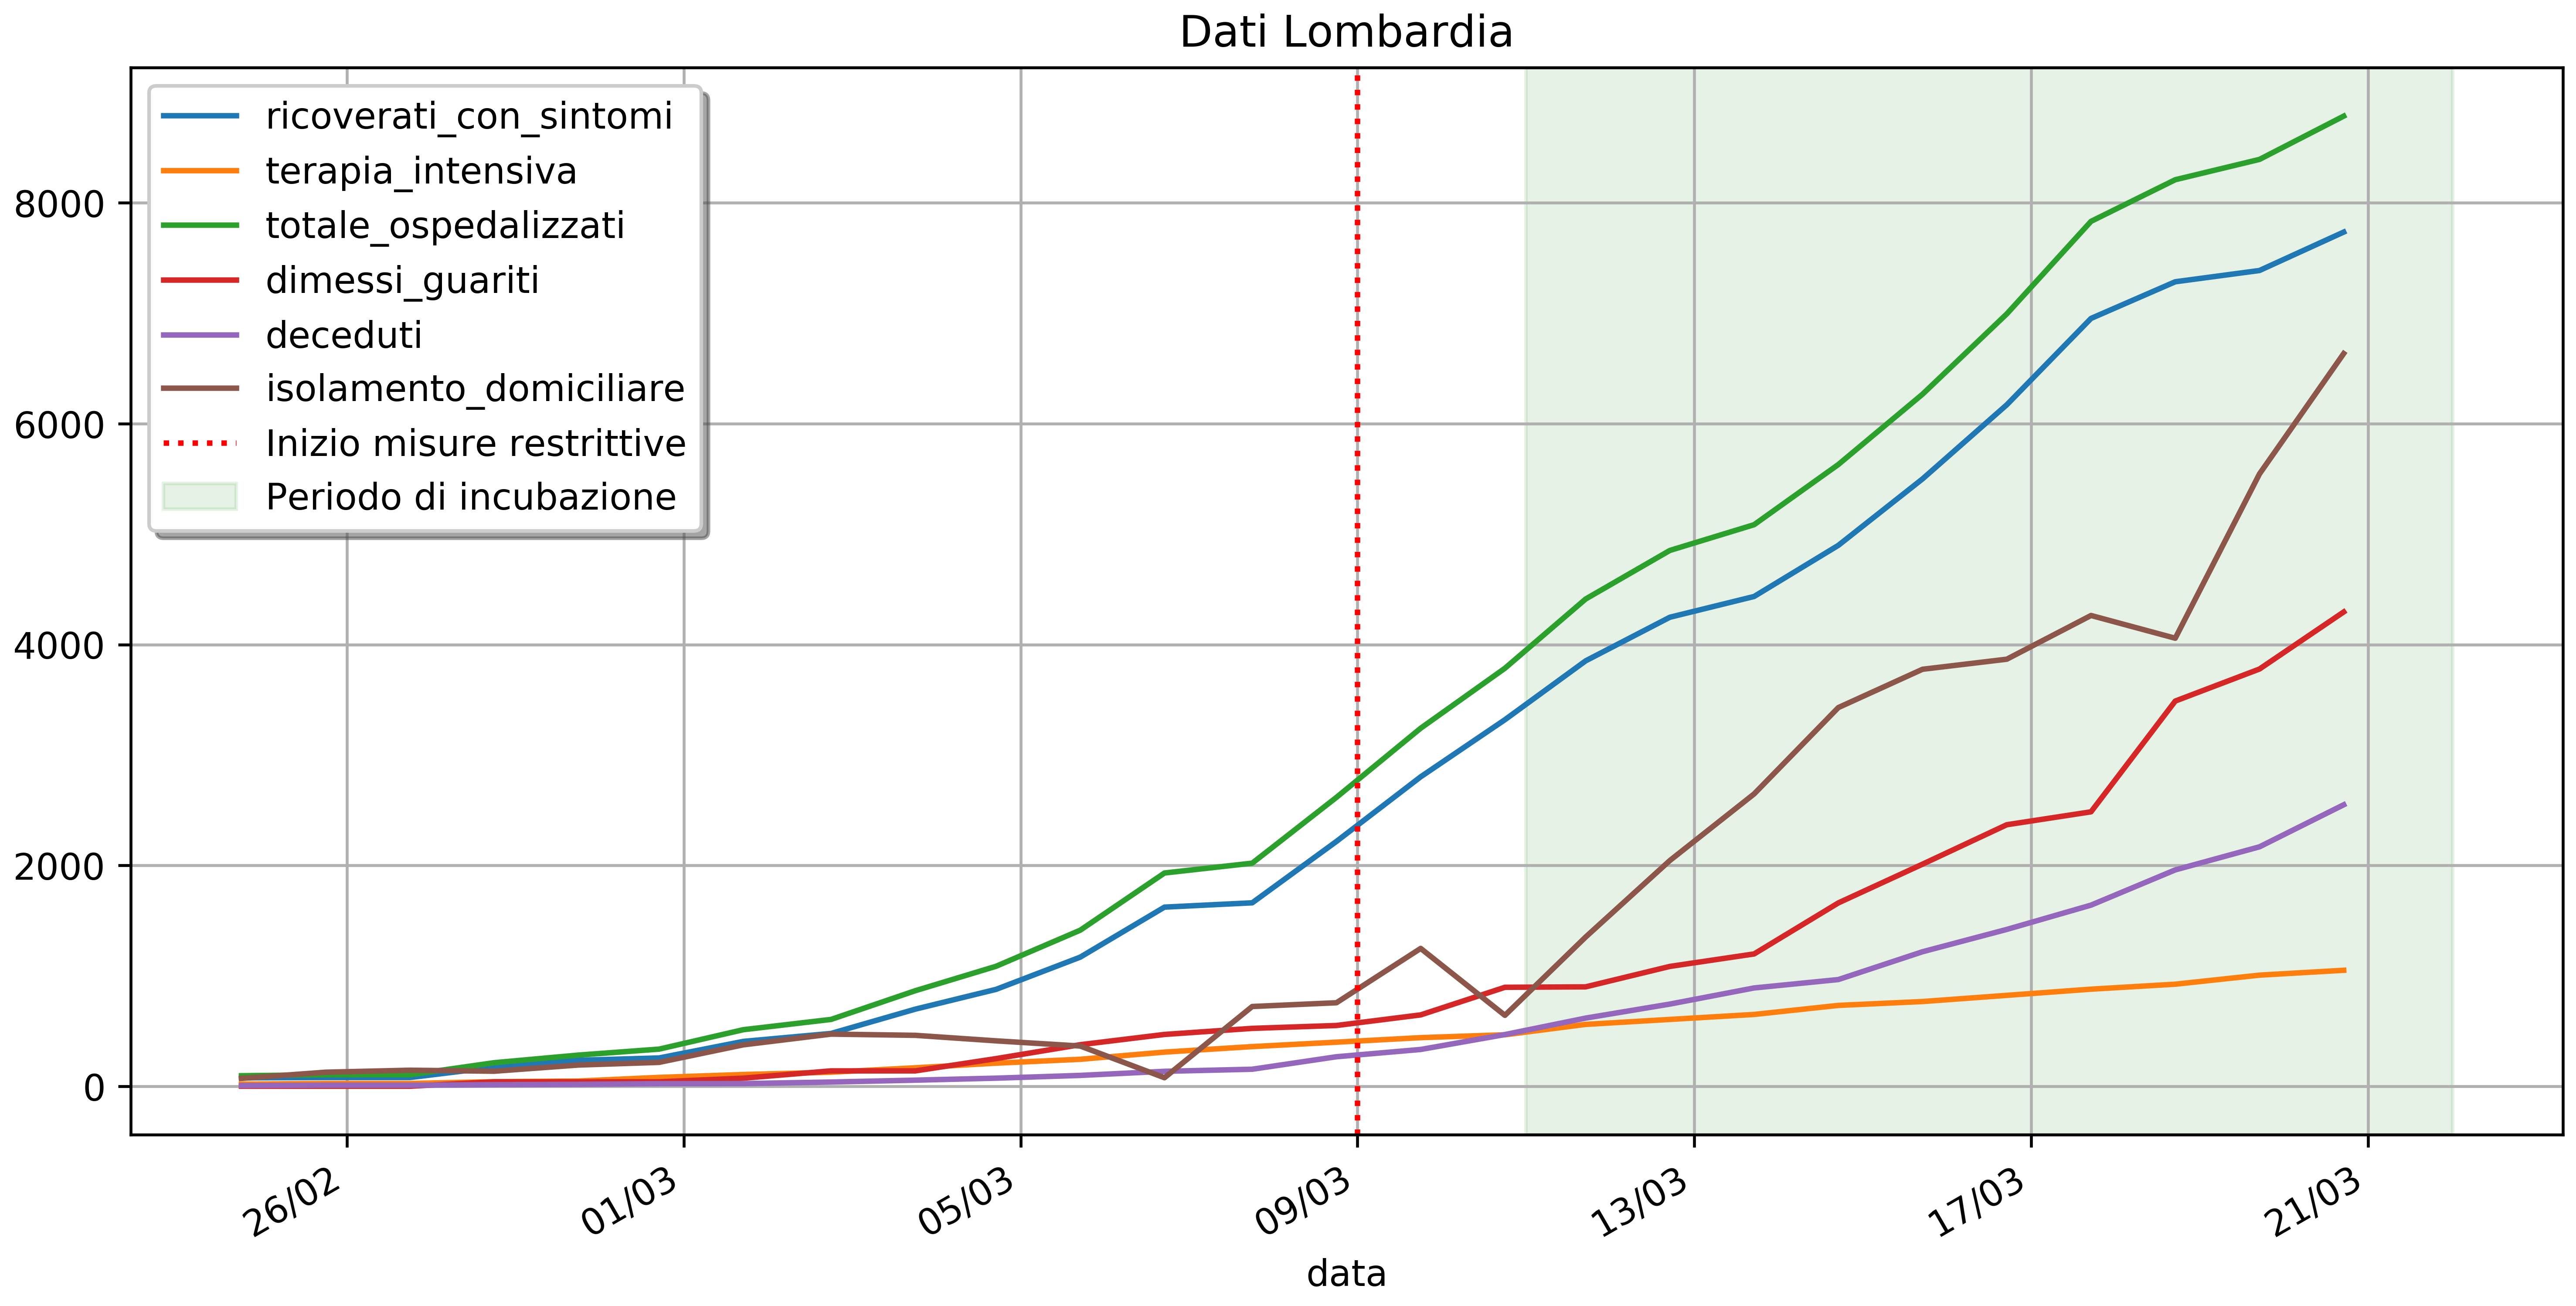 Dati Lombardia
ricoverati_con_sintomi
terapia_intensiva
totale_ospedalizzati
dimessi_guariti
deceduti
isolamento_domiciliare
Inizio misure restrittive
Periodo di incubazione
8000
6000
4000
2000
0
26/02
01/03
05/03
09/03
13/03
17/03
21/03
data